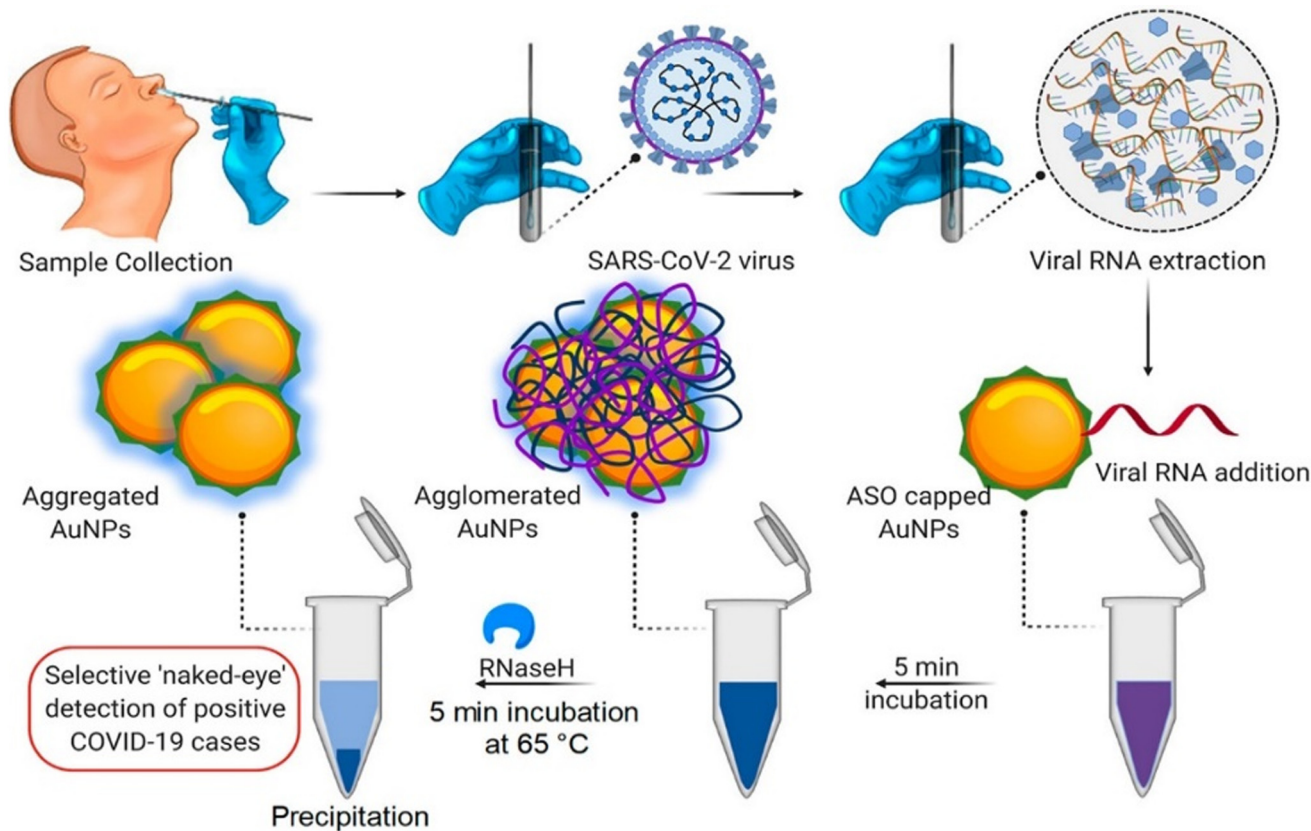 Sample Collection
SARS-CoV-2 virus
Viral RNA extraction
Viral RNA addition
ASO capped
AuNPs
5 min
incubation
Agglomerated
AuNPs
RNaseH
5 min incubation
at 65 °C
Aggregated
AuNPs
Precipitation
Selective 'naked-eye'
detection of positive
COVID-19 cases